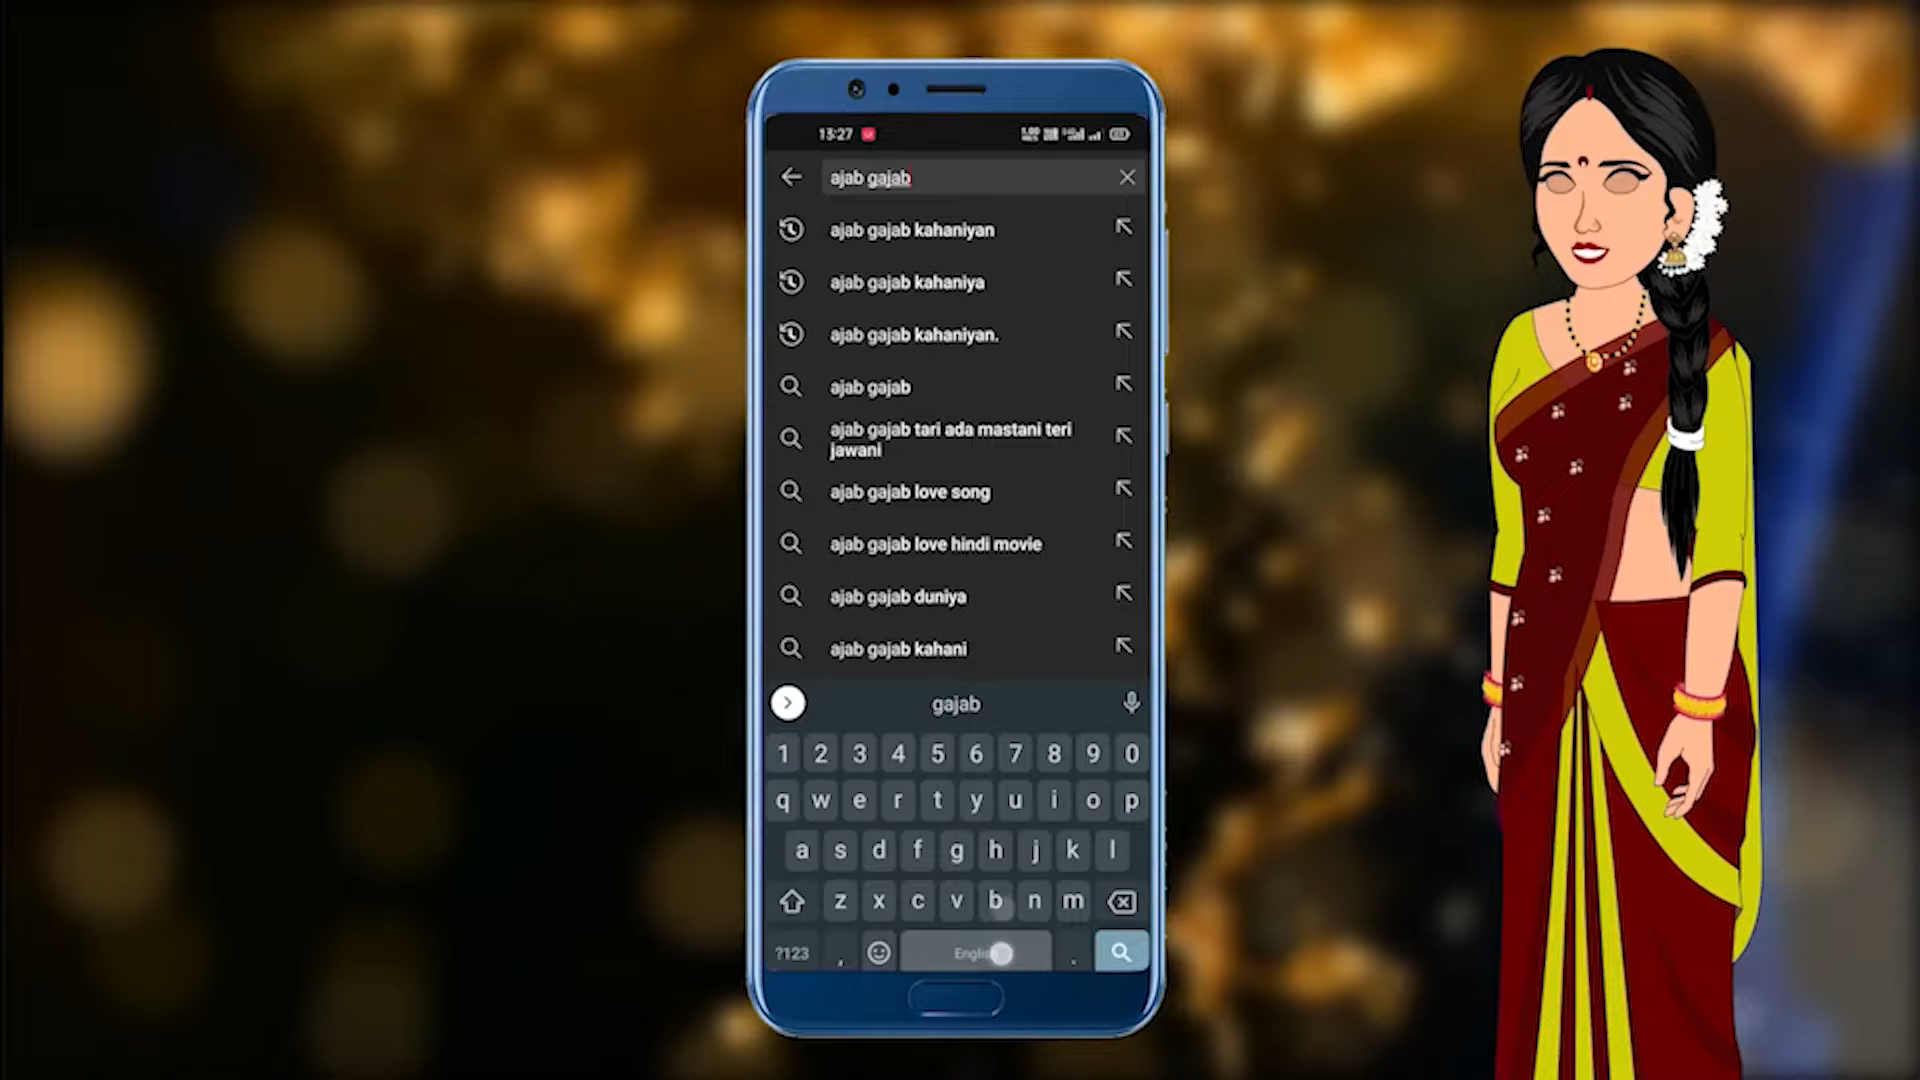 13:27
ajab gajab
ajab gajab kahaniyan
ajab gajab kahaniya
ajab gajab kahaniyan.
ajab gajab
ajab gajab tari ada mastani teri
jawani
ajab gajab love song
ajab gajab love hindi movie
ajab gajab duniya
ajab gajab kahani
gajab
1 2 3 4 5 6 7 8 9 0
q w e r t y u i o p
a s d f g h j k l
z x c v b n m
?123 , English .